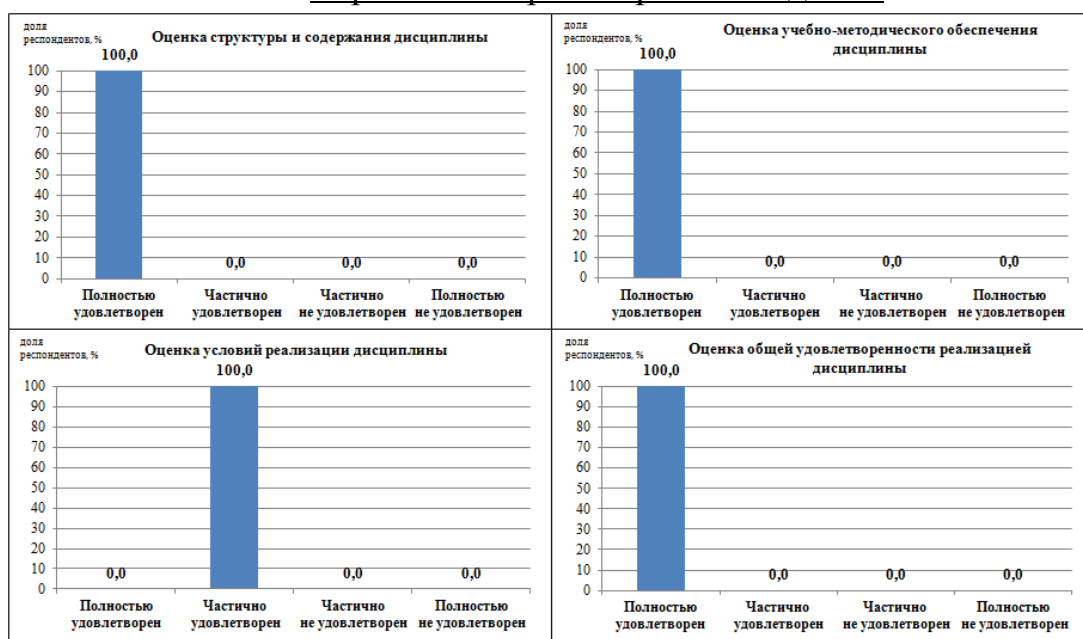 доля
респондентов, %
Оценка структуры и содержания дисциплины
100,0
100
90
80
70
60
50
40
30
20
10
0
0,0 0,0 0,0
Полностью Частично Частично Полностью
удовлетворен удовлетворен не удовлетворен не удовлетворен
доля
респондентов, %
Оценка учебно-методического обеспечения
дисциплины
100,0
100
90
80
70
60
50
40
30
20
10
0
0,0 0,0 0,0
Полностью Частично Частично Полностью
удовлетворен удовлетворен не удовлетворен не удовлетворен
доля
респондентов, %
Оценка условий реализации дисциплины
100,0
100
90
80
70
60
50
40
30
20
10
0
0,0 0,0 0,0
Полностью Частично Частично Полностью
удовлетворен удовлетворен не удовлетворен не удовлетворен
доля
респондентов, %
Оценка общей удовлетворенности реализацией
дисциплины
100,0
100
90
80
70
60
50
40
30
20
10
0
0,0 0,0 0,0
Полностью Частично Частично Полностью
удовлетворен удовлетворен не удовлетворен не удовлетворен